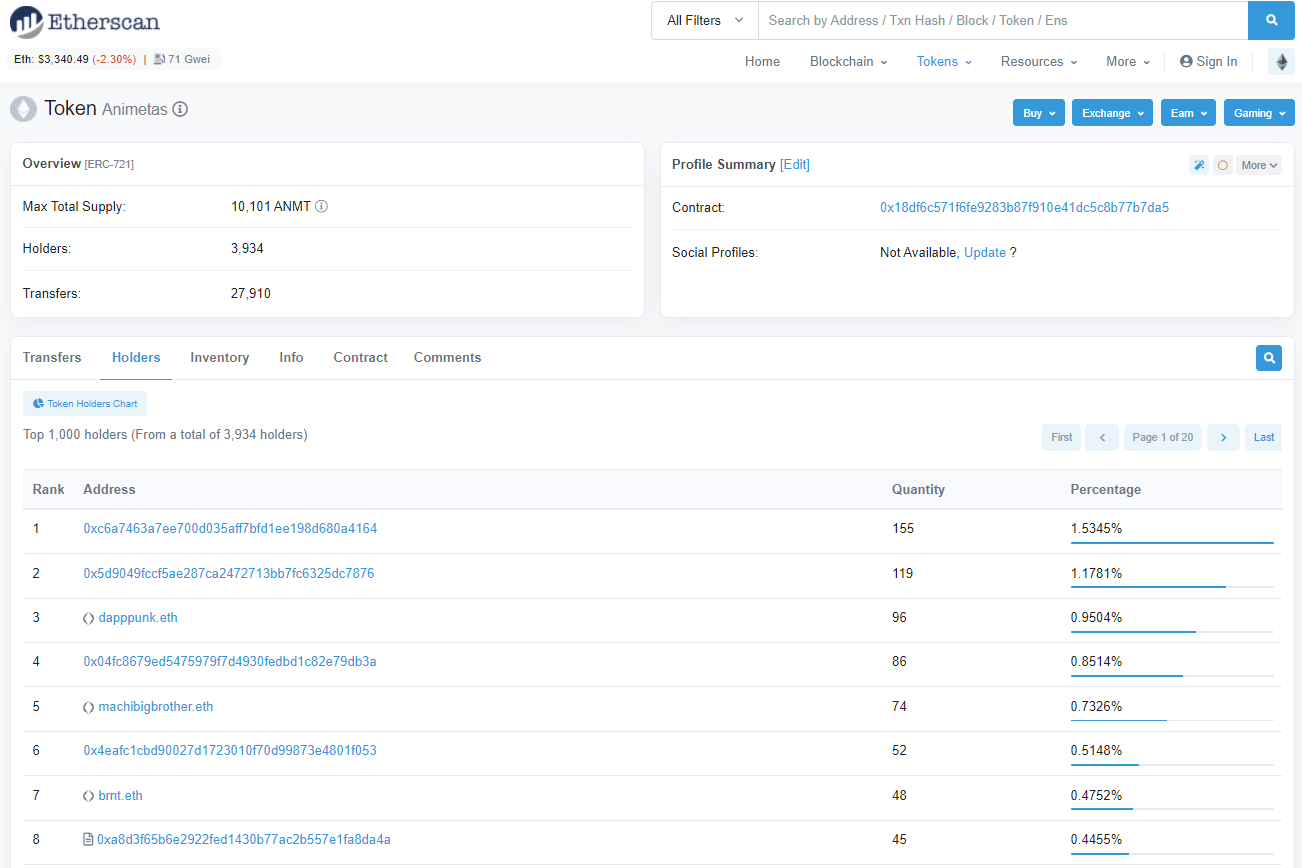 Etherscan
All Filters
Search by Address / Txn Hash / Block / Token / Ens
Eth: $3,340.49 (-2.30%) | 71 Gwei
Home Blockchain Tokens Resources More Sign In
Token Animetas
Buy Exchange Earn Gaming
Overview [ERC-721]
Max Total Supply: 10,101 ANMT
Holders: 3,934
Transfers: 27,910
Profile Summary [Edit]
More
Contract: 0x18df6c571f6fe9283b87f910e41dc5c8b77b7da5
Social Profiles: Not Available, Update ?
Transfers Holders Inventory Info Contract Comments
Token Holders Chart
Top 1,000 holders (From a total of 3,934 holders)
First Page 1 of 20 Last
Rank Address Quantity Percentage
1 0xc6a7463a7ee700d035aff7bfd1ee198d680a4164 155 1.5345%
2 0x5d9049fccf5ae287ca2472713bb7fc6325dc7876 119 1.1781%
3 dapppunk.eth 96 0.9504%
4 0x04fc8679ed5475979f7d4930fedbd1c82e79db3a 86 0.8514%
5 machibigbrother.eth 74 0.7326%
6 0x4eafc1cbd90027d1723010f70d99873e4801f053 52 0.5148%
7 brnt.eth 48 0.4752%
8 0xa8d3f65b6e2922fed1430b77ac2b557e1fa8da4a 45 0.4455%